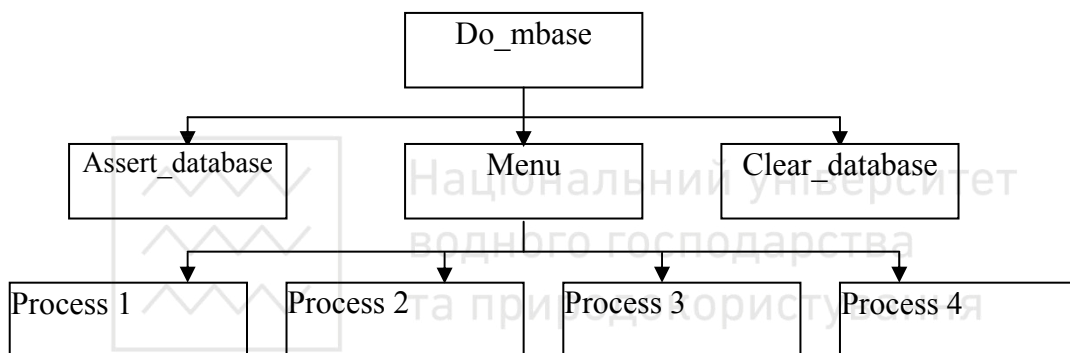 Do_mbase
Assert_database
Menu
Clear_database
Національний університет
водного господарства
та природокористування
Process 1
Process 2
Process 3
Process 4